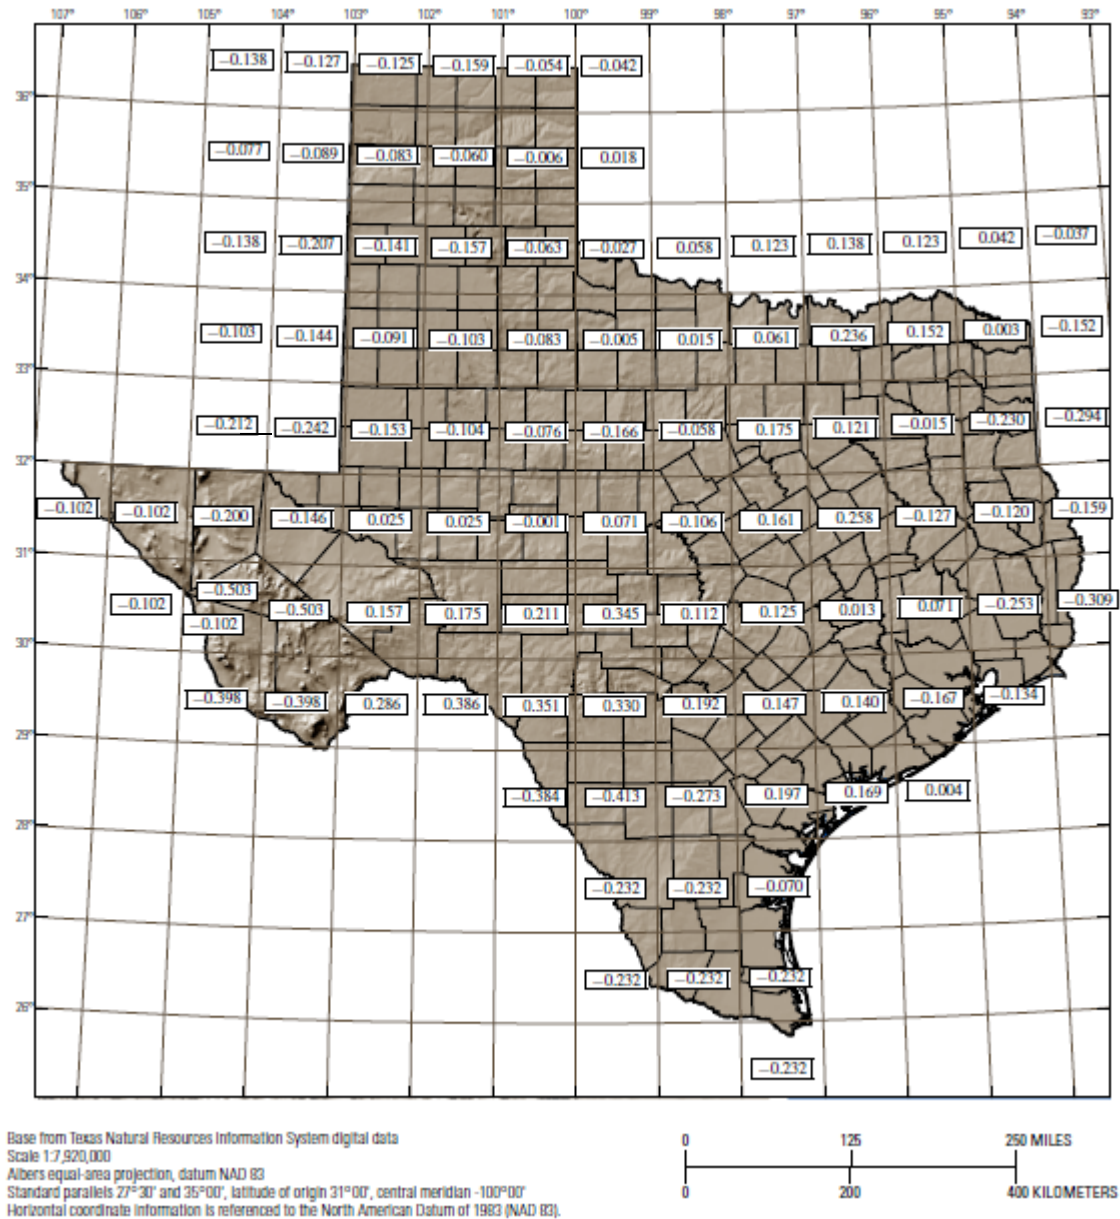 107° 106° 105° 104° 103° 102° 101° 100° 99° 98° 97° 96° 95° 94° 93°
−0.138 −0.127 −0.125 −0.159 −0.054 −0.042
36°
−0.077 −0.089 −0.083 −0.060 −0.006 0.018
35°
−0.138 −0.207 −0.141 −0.157 −0.063 −0.027 0.058 0.123 0.138 0.123 0.042 −0.037
34°
−0.103 −0.144 −0.091 −0.103 −0.083 −0.005 0.015 0.061 0.236 0.152 0.003 −0.152
33°
−0.212 −0.242 −0.153 −0.104 −0.076 −0.166 −0.058 0.175 0.121 −0.015 −0.230 −0.294
32°
−0.102 −0.102 −0.200 −0.146 0.025 0.025 −0.001 0.071 −0.106 0.161 0.258 −0.127 −0.120 −0.159
31°
−0.503
−0.102 −0.503 0.157 0.175 0.211 0.345 0.112 0.125 0.013 0.071 −0.253 −0.309
−0.102
30°
−0.398 −0.398 0.286 0.386 0.351 0.330 0.192 0.147 0.140 −0.167 −0.134
29°
−0.384 −0.413 −0.273 0.197 0.169 0.004
28°
−0.232 −0.232 −0.070
27°
−0.232 −0.232 −0.232
26°
−0.232
Base from Texas Natural Resources Information System digital data
Scale 1:7,920,000
Albers equal-area projection, datum NAD 83
Standard parallels 27°30' and 35°00', latitude of origin 31°00', central meridian -100°00'
Horizontal coordinate information is referenced to the North American Datum of 1983 (NAD 83).
0 125 250 MILES
0 200 400 KILOMETERS